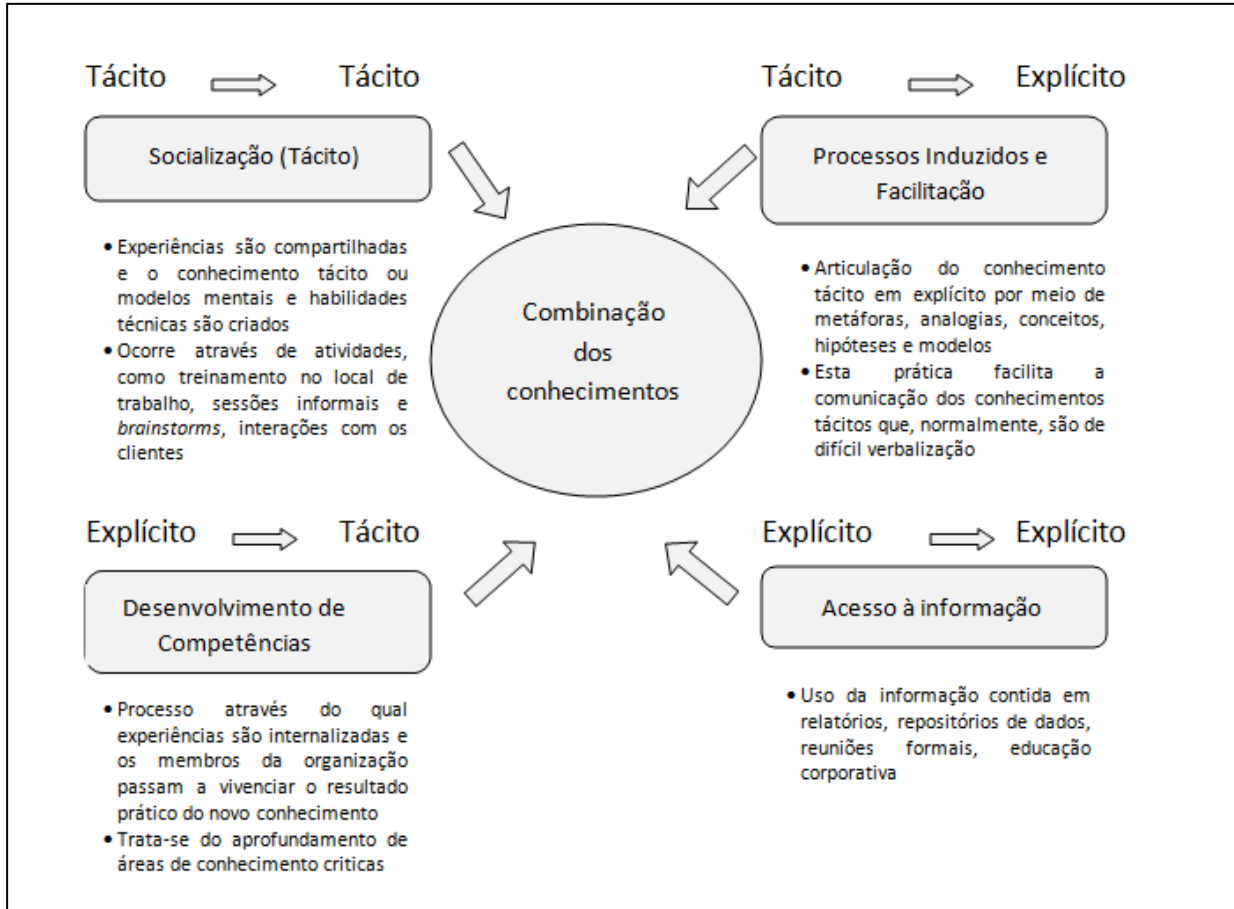 Tácito Tácito
Socialização (Tácito)
• Experiências são compartilhadas
e o conhecimento tácito ou
modelos mentais e habilidades
técnicas são criados
• Ocorre através de atividades,
como treinamento no local de
trabalho, sessões informais e
brainstorms, interações com os
clientes
Tácito Explícito
Processos Induzidos e
Facilitação
• Articulação do conhecimento
tácito em explícito por meio de
metáforas, analogias, conceitos,
hipóteses e modelos
• Esta prática facilita a
comunicação dos conhecimentos
tácitos que, normalmente, são de
difícil verbalização
Combinação
dos
conhecimentos
Explícito Tácito
Desenvolvimento de
Competências
• Processo através do qual
experiências são internalizadas e
os membros da organização
passam a vivenciar o resultado
prático do novo conhecimento
• Trata-se do aprofundamento de
áreas de conhecimento criticas
Explícito Explícito
Acesso à informação
• Uso da informação contida em
relatórios, repositórios de dados,
reuniões formais, educação
corporativa